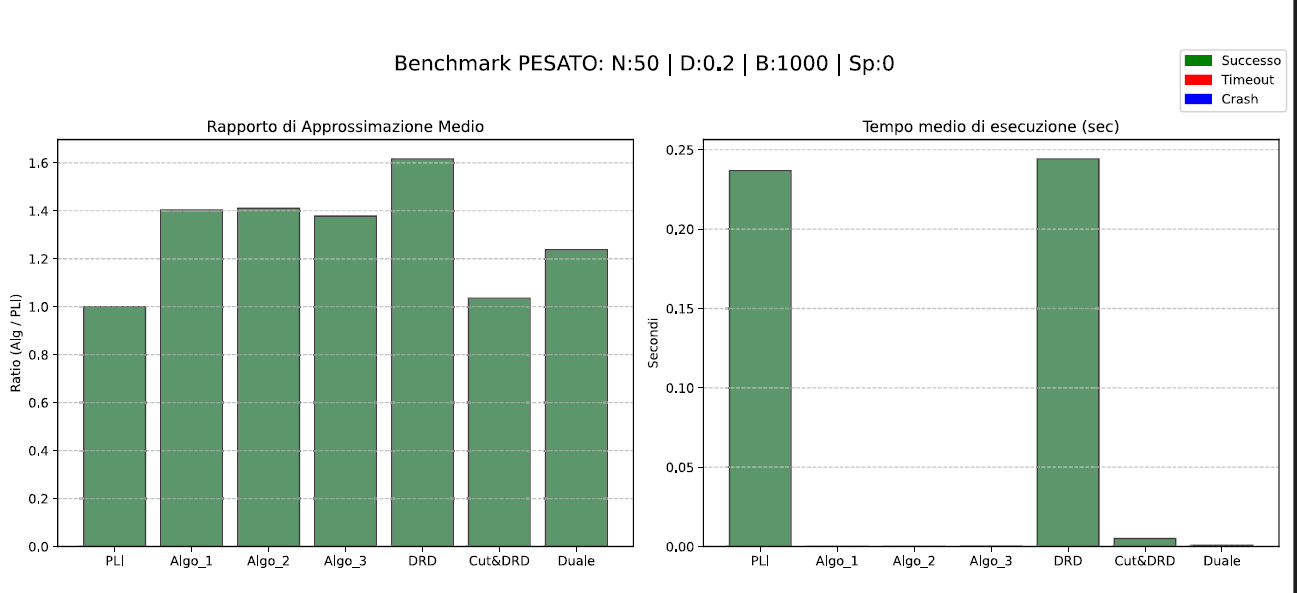 Benchmark PESATO: N:50 | D:0.2 | B:1000 | Sp:0
Successo
Timeout
Crash
Rapporto di Approssimazione Medio
Ratio (Alg / PLI)
1.6
1.4
1.2
1.0
0.8
0.6
0.4
0.2
0.0
PLI Algo_1 Algo_2 Algo_3 DRD Cut&DRD Duale
Tempo medio di esecuzione (sec)
Secondi
0.25
0.20
0.15
0.10
0.05
0.00
PLI Algo_1 Algo_2 Algo_3 DRD Cut&DRD Duale